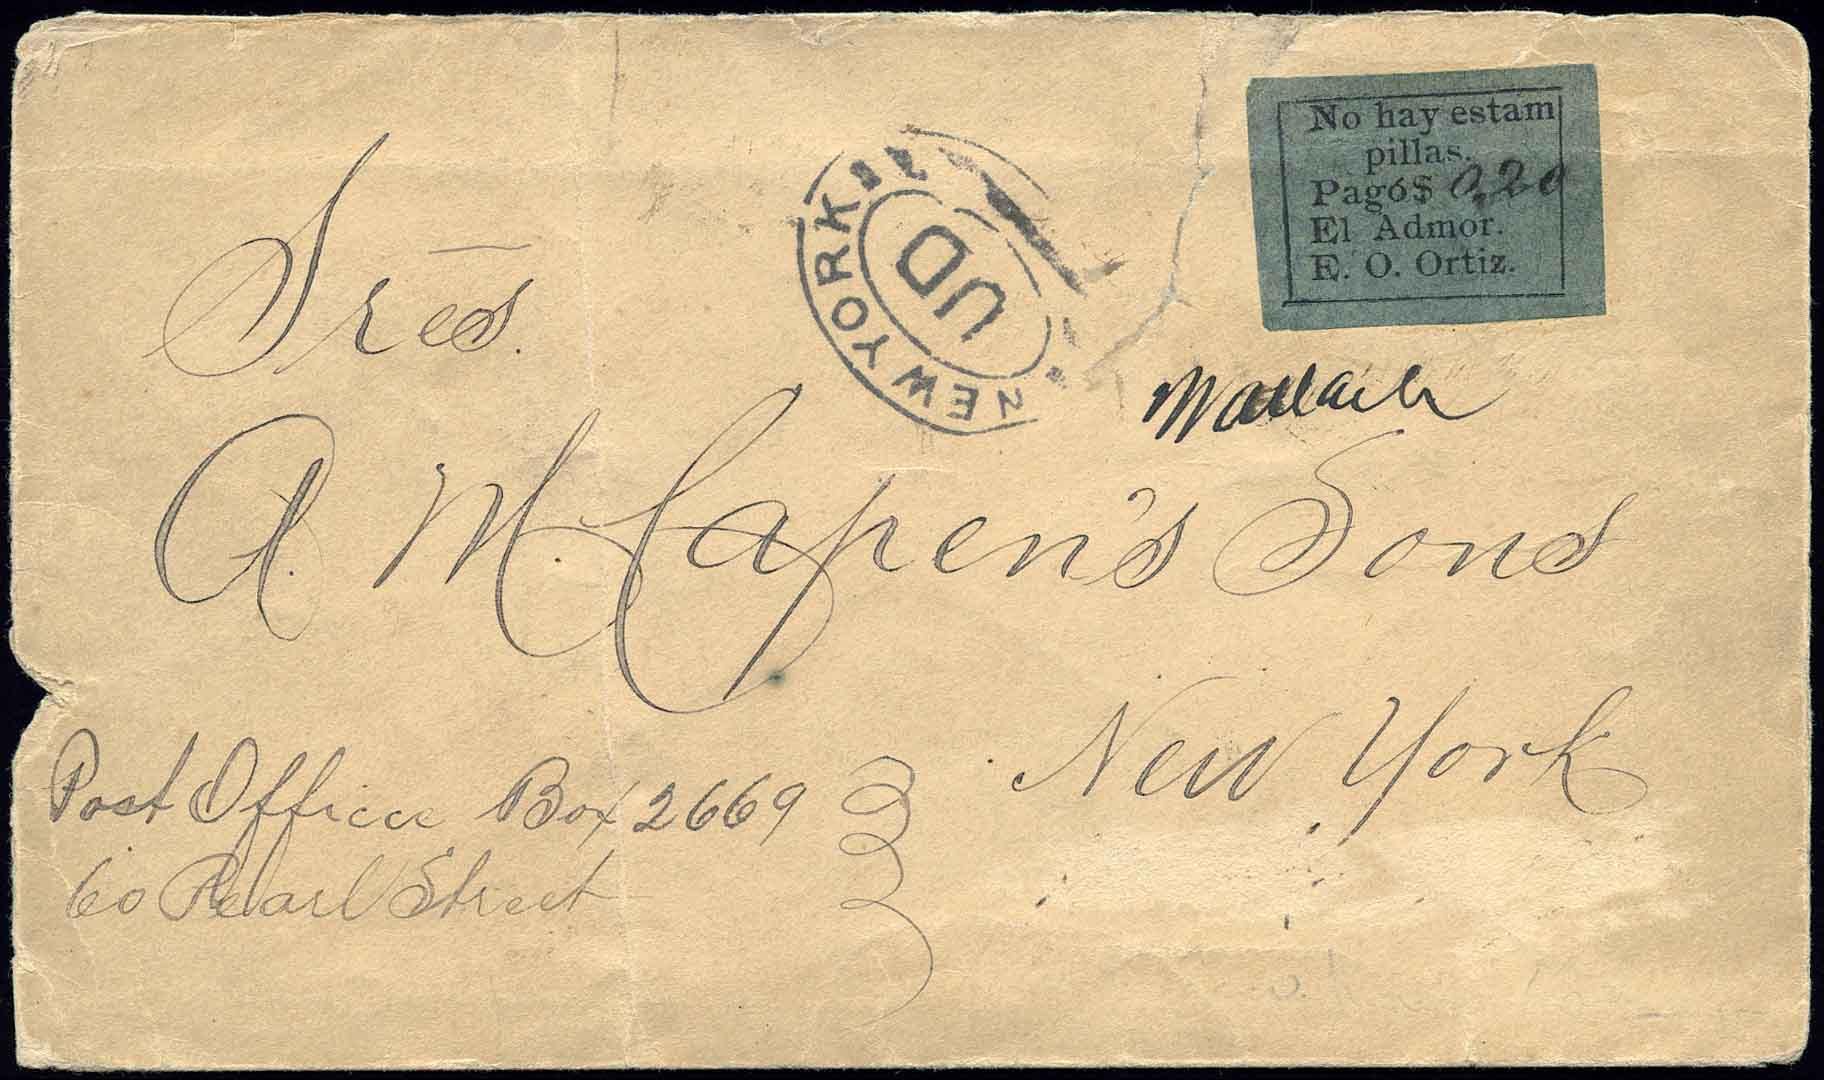 No hay estam
pillas.
Pagó $ 0,20
El Admor.
E. O. Ortiz.
NEW YORK
UD
Sres.
A. M. Capen's Sons
New York
Post Office Box 2669
60 Pearl Street